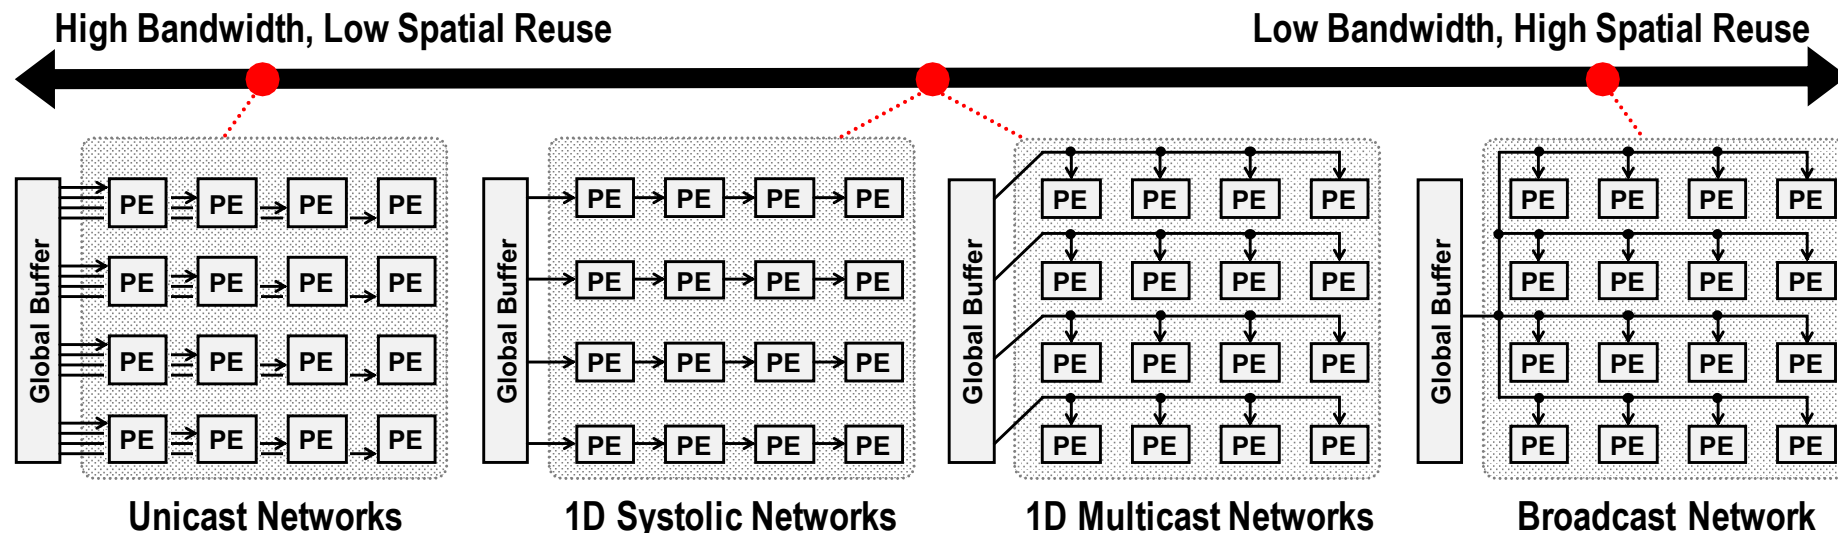 High Bandwidth, Low Spatial Reuse
Low Bandwidth, High Spatial Reuse
Global Buffer
PE PE PE PE
PE PE PE PE
PE PE PE PE
PE PE PE PE
Unicast Networks
Global Buffer
PE PE PE PE
PE PE PE PE
PE PE PE PE
PE PE PE PE
1D Systolic Networks
Global Buffer
PE PE PE PE
PE PE PE PE
PE PE PE PE
PE PE PE PE
1D Multicast Networks
Global Buffer
PE PE PE PE
PE PE PE PE
PE PE PE PE
PE PE PE PE
Broadcast Network